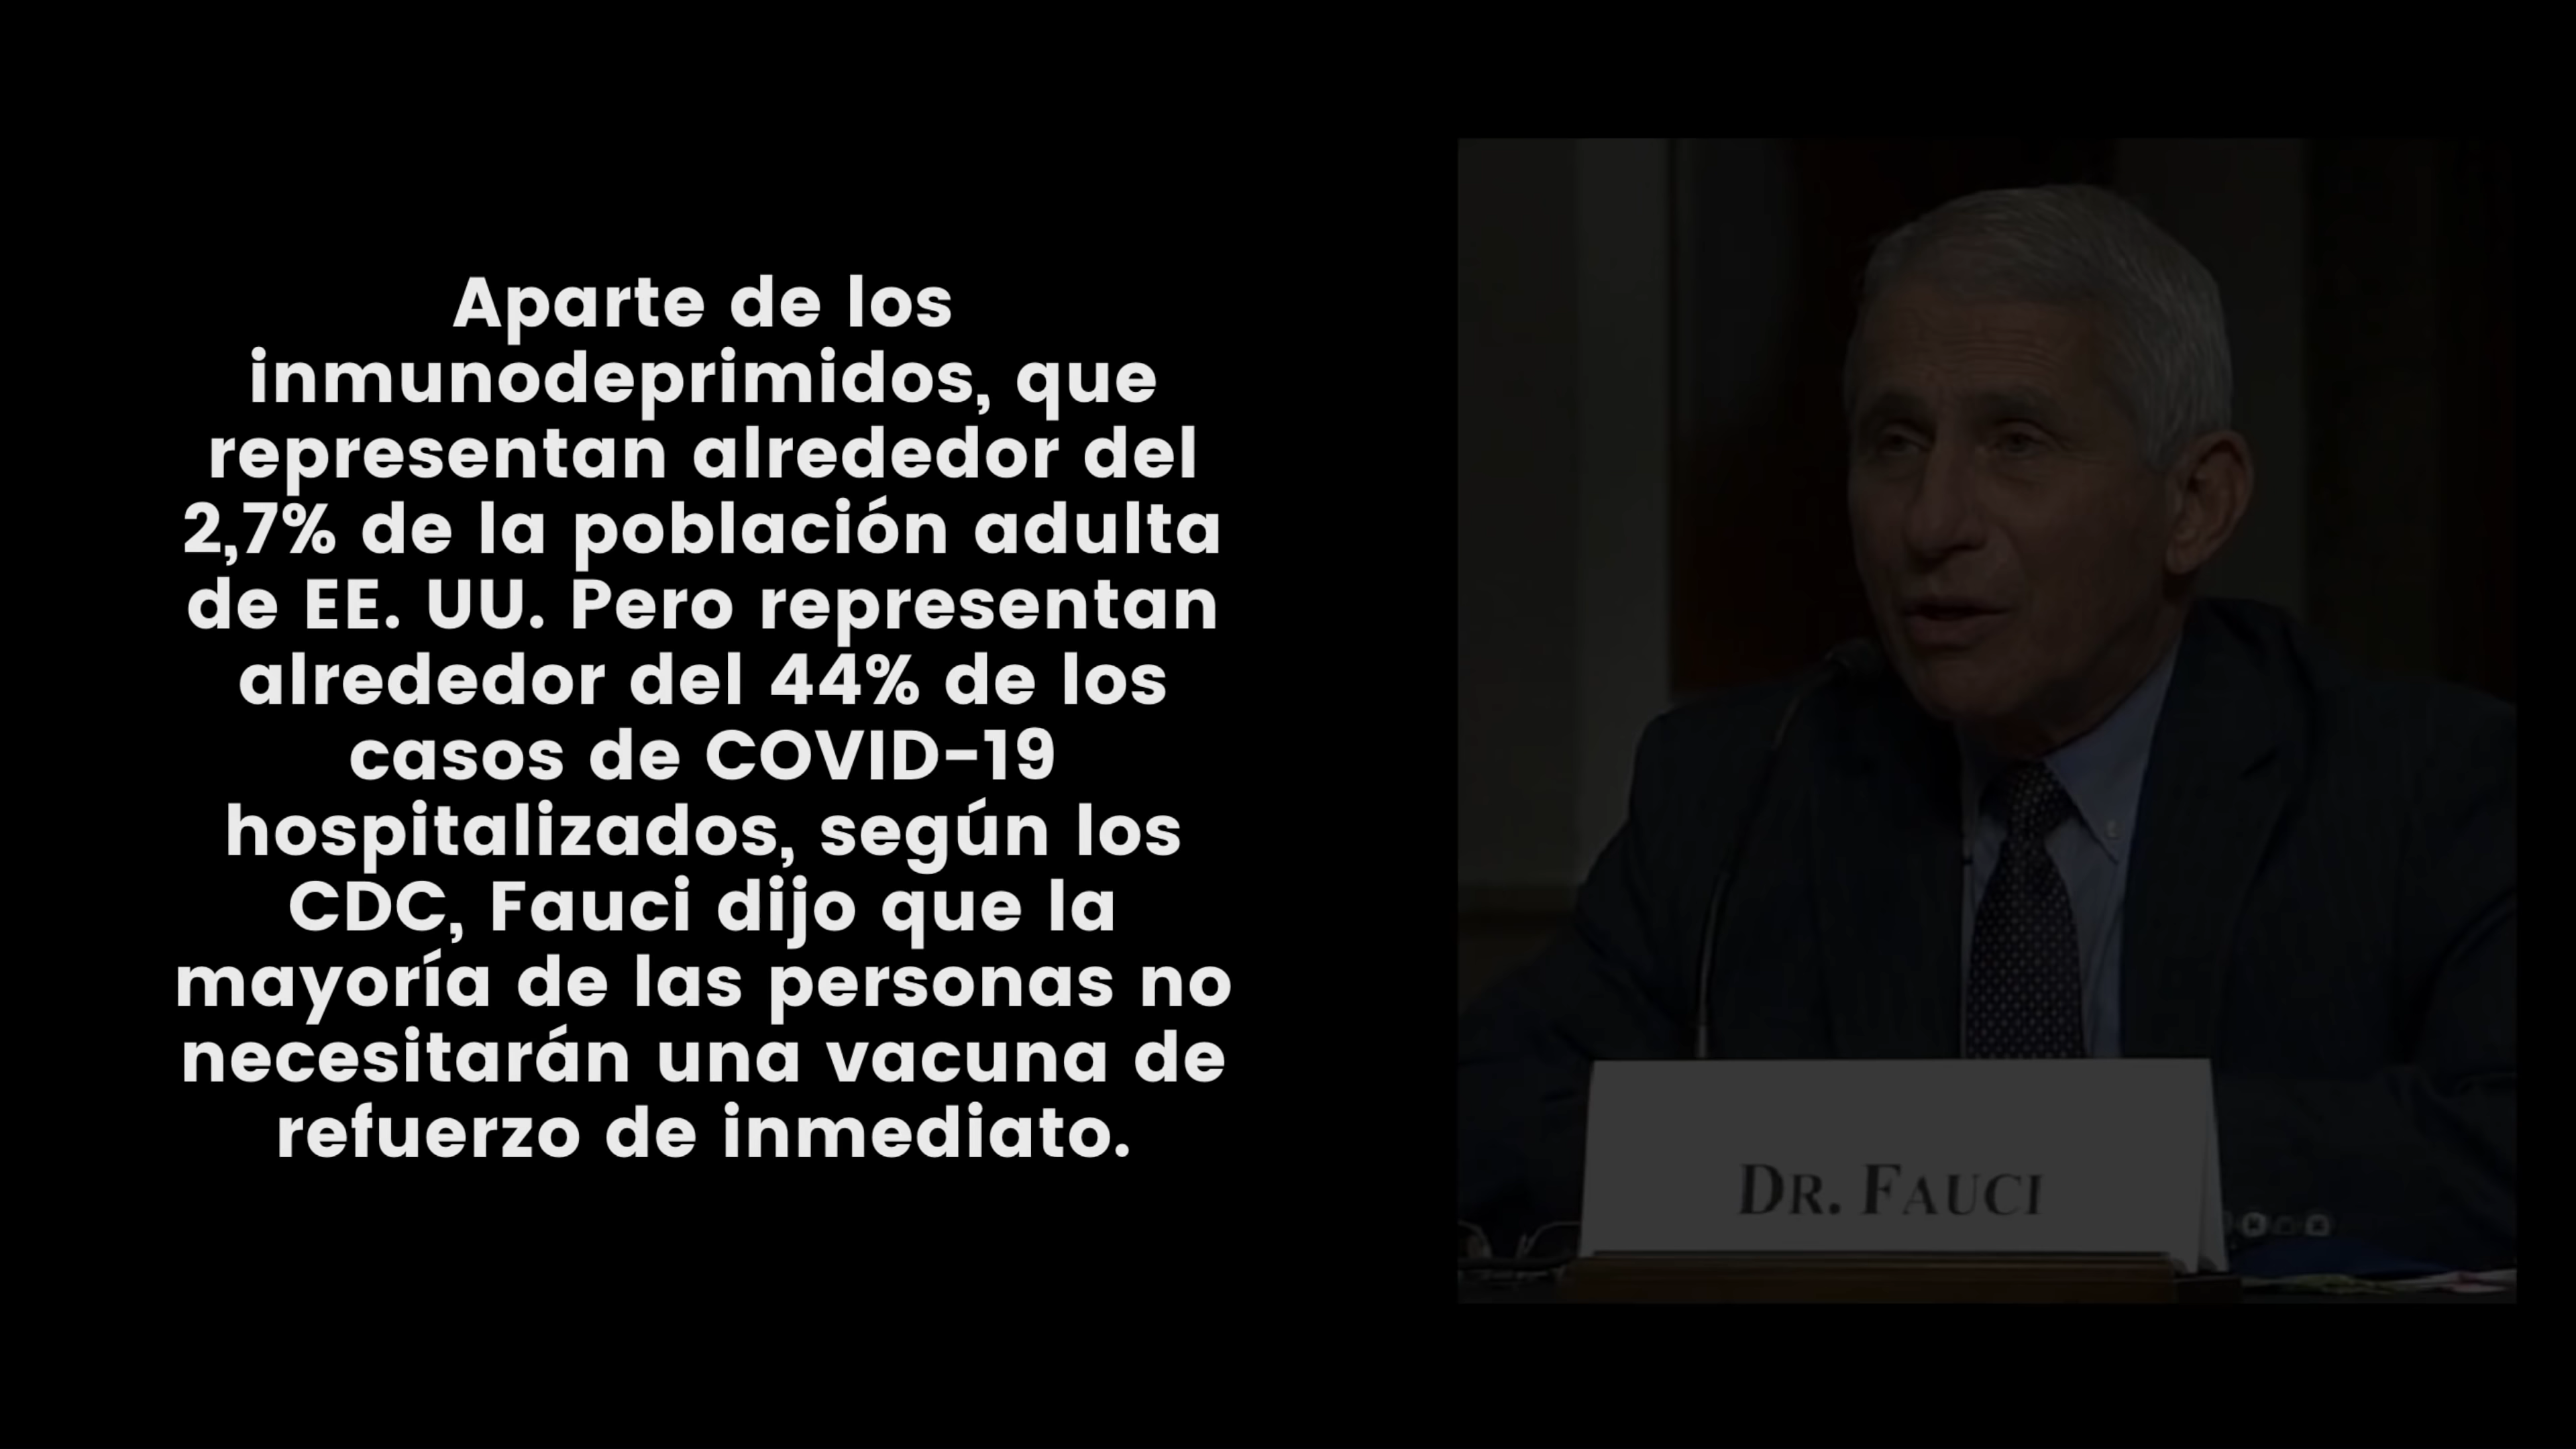 Aparte de los
inmunodeprimidos, que
representan alrededor del
2,7% de la población adulta
de EE. UU. Pero representan
alrededor del 44% de los
casos de COVID-19
hospitalizados, según los
CDC, Fauci dijo que la
mayoría de las personas no
necesitarán una vacuna de
refuerzo de inmediato.
DR. FAUCI